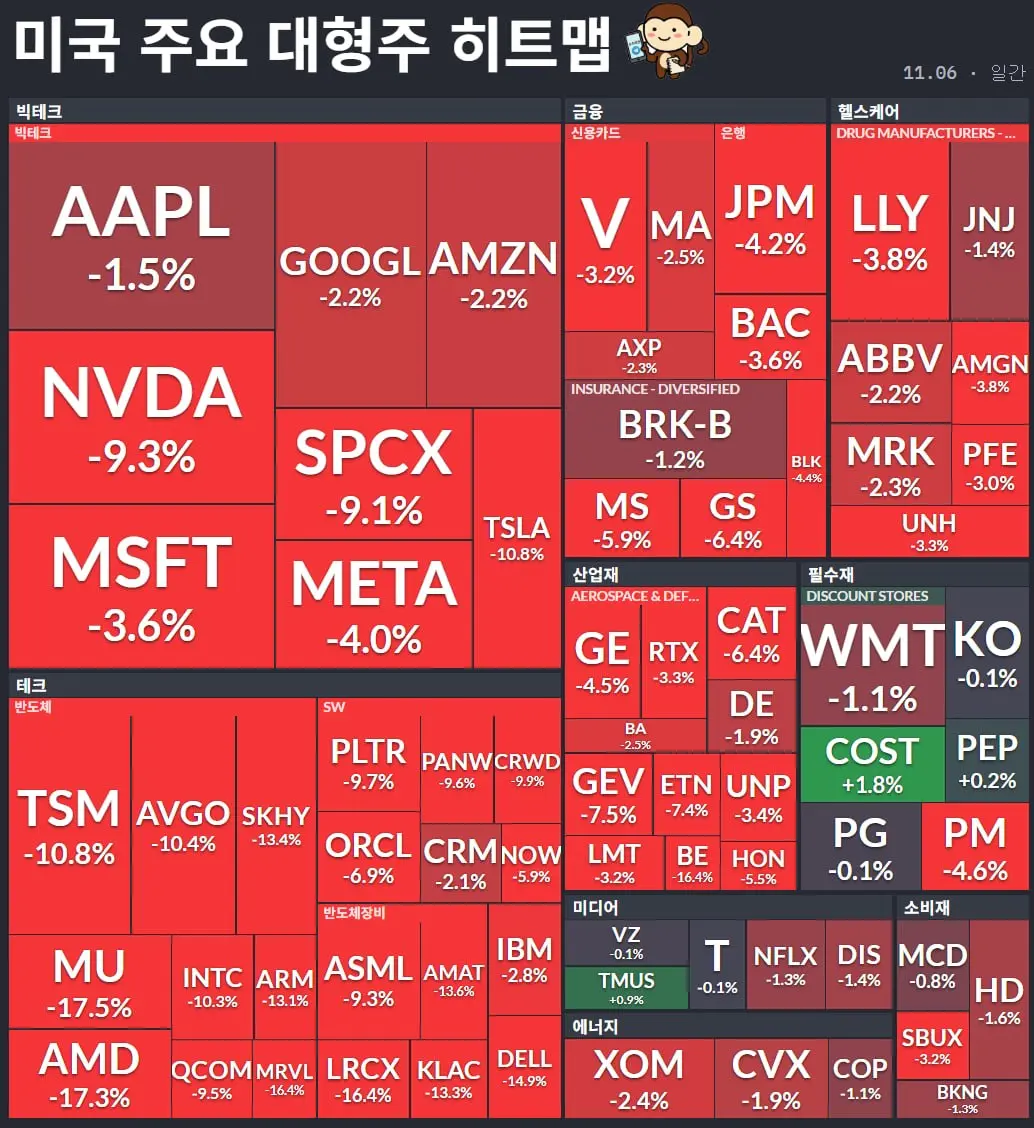 미국 주요 대형주 히트맵
11.06 · 일간
빅테크
빅테크
AAPL
-1.5%
NVDA
-9.3%
MSFT
-3.6%
GOOGL
-2.2%
AMZN
-2.2%
SPCX
-9.1%
META
-4.0%
TSLA
-10.8%
금융
신용카드
V
-3.2%
MA
-2.5%
AXP
-2.3%
은행
JPM
-4.2%
BAC
-3.6%
INSURANCE - DIVERSIFIED
BRK-B
-1.2%
BLK
-4.4%
MS
-5.9%
GS
-6.4%
헬스케어
DRUG MANUFACTURERS - ...
LLY
-3.8%
JNJ
-1.4%
ABBV
-2.2%
AMGN
-3.8%
MRK
-2.3%
PFE
-3.0%
UNH
-3.3%
산업재
AEROSPACE & DEF...
GE
-4.5%
RTX
-3.3%
BA
-2.5%
CAT
-6.4%
DE
-1.9%
GEV
-7.5%
ETN
-7.4%
UNP
-3.4%
LMT
-3.2%
BE
-16.4%
HON
-5.5%
필수재
DISCOUNT STORES
WMT
-1.1%
COST
+1.8%
KO
-0.1%
PEP
+0.2%
PG
-0.1%
PM
-4.6%
테크
반도체
TSM
-10.8%
AVGO
-10.4%
SKHY
-13.4%
MU
-17.5%
AMD
-17.3%
INTC
-10.3%
ARM
-13.1%
QCOM
-9.5%
MRVL
-16.4%
SW
PLTR
-9.7%
PANW
-9.6%
CRWD
-9.9%
ORCL
-6.9%
CRM
-2.1%
NOW
-5.9%
반도체장비
ASML
-9.3%
AMAT
-13.6%
LRCX
-16.4%
KLAC
-13.3%
IBM
-2.8%
DELL
-14.9%
미디어
VZ
-0.1%
TMUS
+0.9%
T
-0.1%
NFLX
-1.3%
DIS
-1.4%
에너지
XOM
-2.4%
CVX
-1.9%
COP
-1.1%
소비재
MCD
-0.8%
HD
-1.6%
SBUX
-3.2%
BKNG
-1.3%